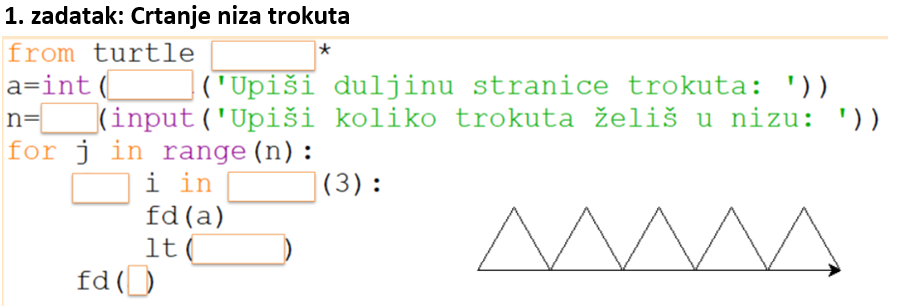 1. zadatak: Crtanje niza trokuta
from turtle *
a=int( ('Upiši duljinu stranice trokuta: '))
n= (input('Upiši koliko trokuta želiš u nizu: '))
for j in range(n):
i in (3):
fd(a)
lt( )
fd( )